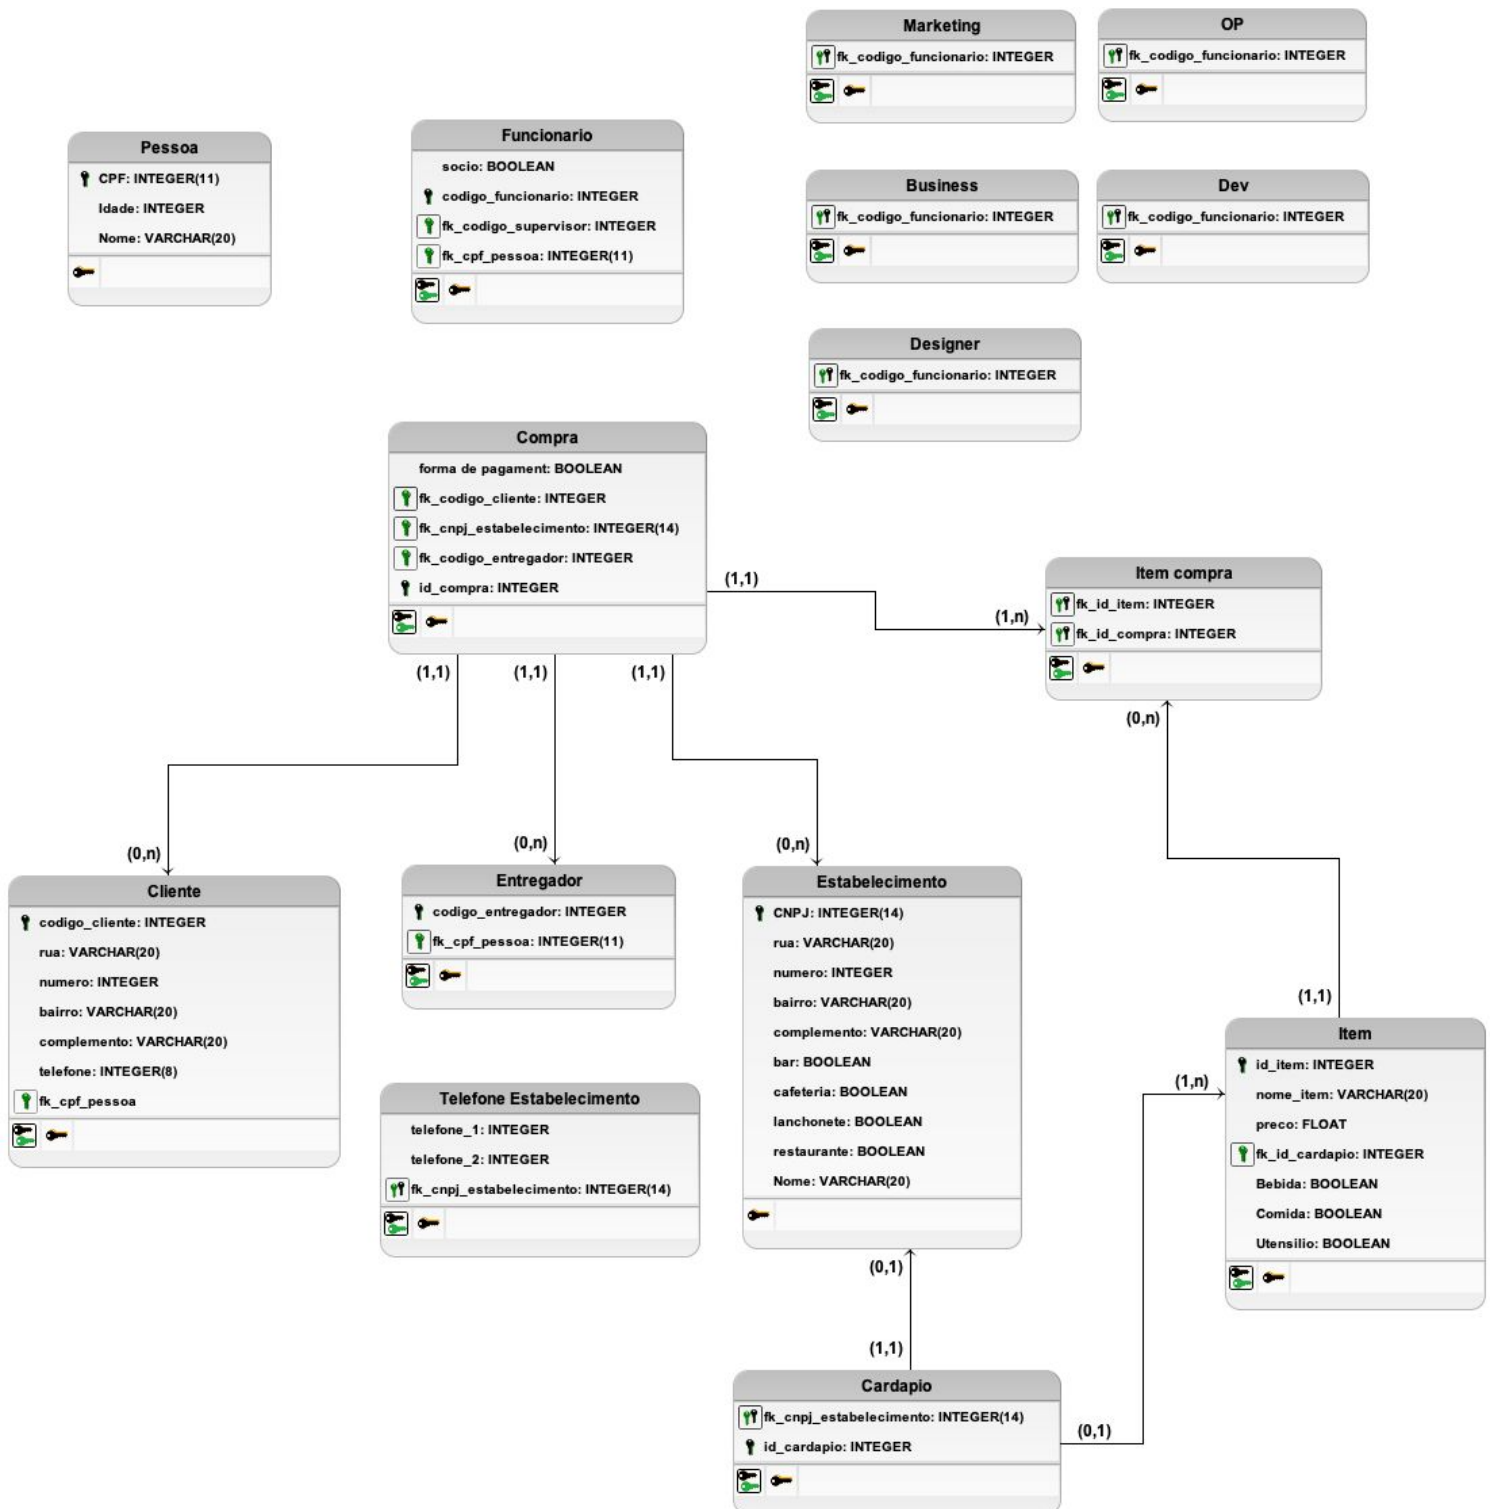 Marketing
fk_codigo_funcionario: INTEGER
OP
fk_codigo_funcionario: INTEGER
Pessoa
CPF: INTEGER(11)
Idade: INTEGER
Nome: VARCHAR(20)
Funcionario
socio: BOOLEAN
codigo_funcionario: INTEGER
fk_codigo_supervisor: INTEGER
fk_cpf_pessoa: INTEGER(11)
Business
fk_codigo_funcionario: INTEGER
Dev
fk_codigo_funcionario: INTEGER
Designer
fk_codigo_funcionario: INTEGER
Compra
forma de pagament: BOOLEAN
fk_codigo_cliente: INTEGER
fk_cnpj_estabelecimento: INTEGER(14)
fk_codigo_entregador: INTEGER
id_compra: INTEGER
(1,1)
(1,n)
Item compra
fk_id_item: INTEGER
fk_id_compra: INTEGER
(1,1)
(1,1)
(1,1)
(0,n)
(0,n)
(0,n)
(0,n)
Cliente
codigo_cliente: INTEGER
rua: VARCHAR(20)
numero: INTEGER
bairro: VARCHAR(20)
complemento: VARCHAR(20)
telefone: INTEGER(8)
fk_cpf_pessoa
Entregador
codigo_entregador: INTEGER
fk_cpf_pessoa: INTEGER(11)
Estabelecimento
CNPJ: INTEGER(14)
rua: VARCHAR(20)
numero: INTEGER
bairro: VARCHAR(20)
complemento: VARCHAR(20)
bar: BOOLEAN
cafeteria: BOOLEAN
lanchonete: BOOLEAN
restaurante: BOOLEAN
Nome: VARCHAR(20)
Telefone Estabelecimento
telefone_1: INTEGER
telefone_2: INTEGER
fk_cnpj_estabelecimento: INTEGER(14)
(1,1)
Item
id_item: INTEGER
nome_item: VARCHAR(20)
preco: FLOAT
fk_id_cardapio: INTEGER
Bebida: BOOLEAN
Comida: BOOLEAN
Utensilio: BOOLEAN
(1,n)
(0,1)
(1,1)
Cardapio
fk_cnpj_estabelecimento: INTEGER(14)
id_cardapio: INTEGER
(0,1)